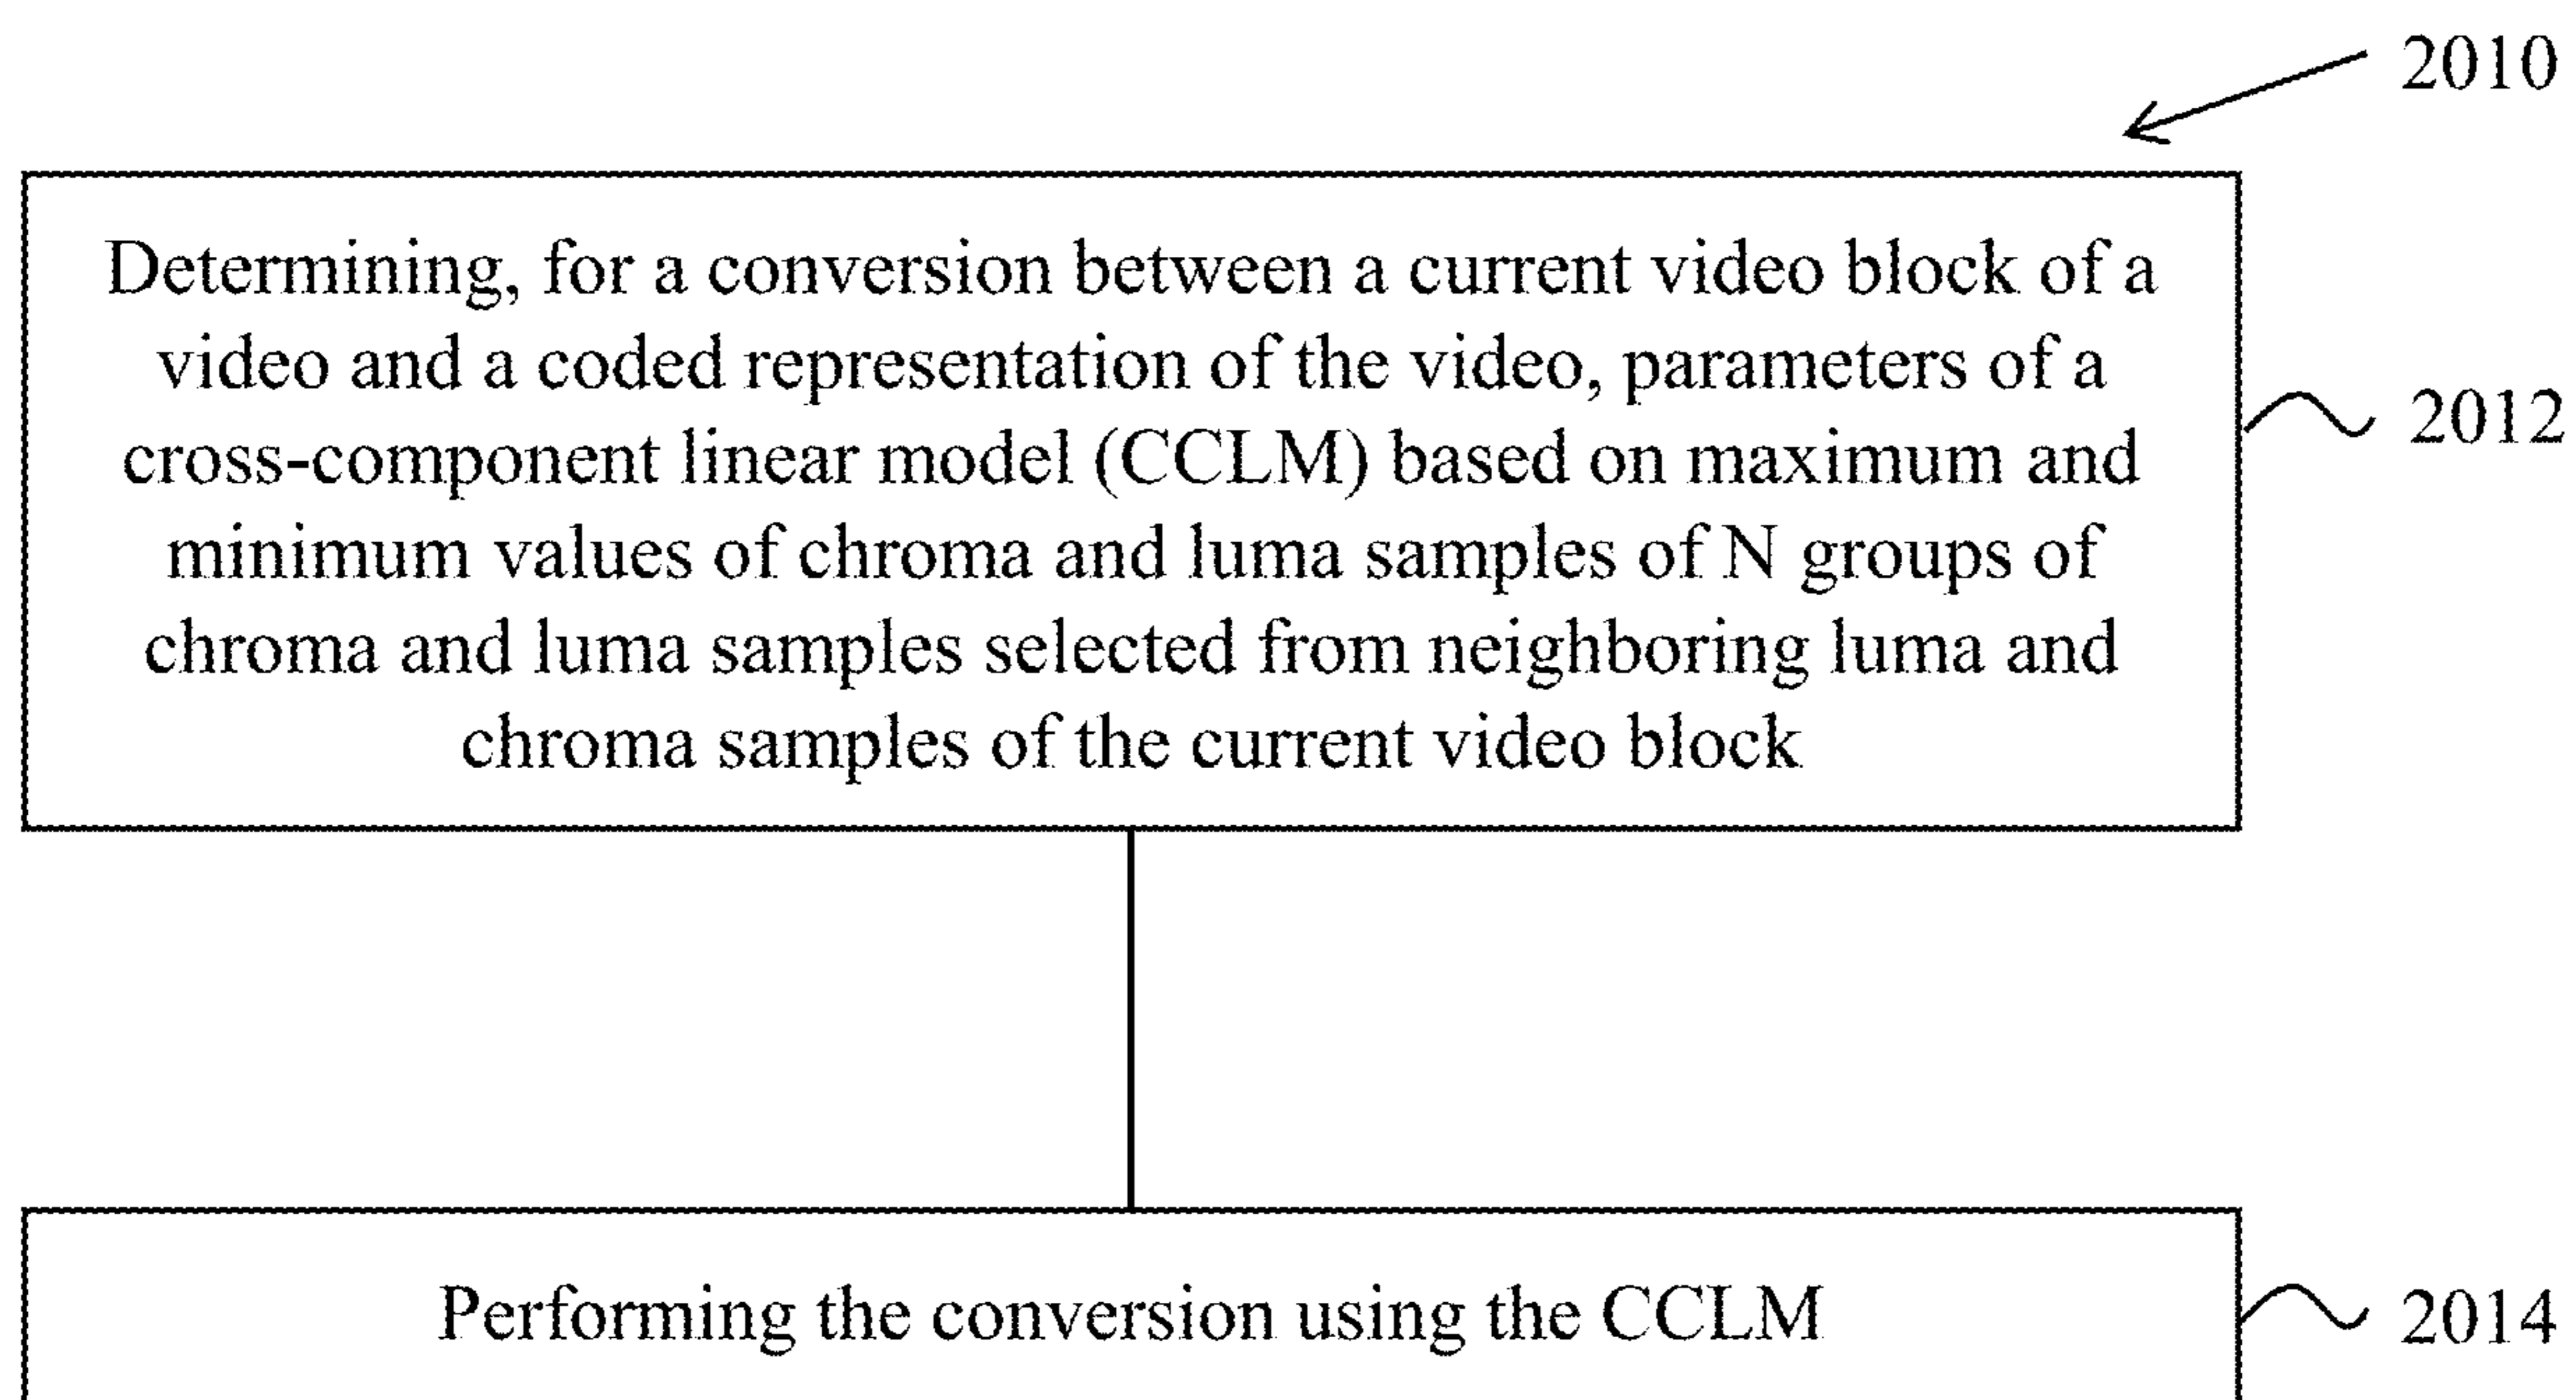 2010
Determining, for a conversion between a current video block of a
video and a coded representation of the video, parameters of a
cross-component linear model (CCLM) based on maximum and
minimum values of chroma and luma samples of N groups of
chroma and luma samples selected from neighboring luma and
chroma samples of the current video block
2012
Performing the conversion using the CCLM
2014